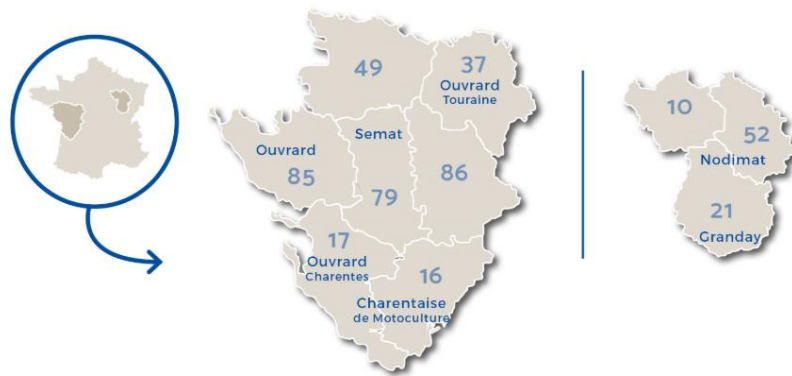 49
37
Ouvrard
Touraine
Semat
Ouvrard
85
79
86
17
Ouvrard
Charentes
16
Charentaise
de Motoculture
10
52
Nodimat
21
Granday